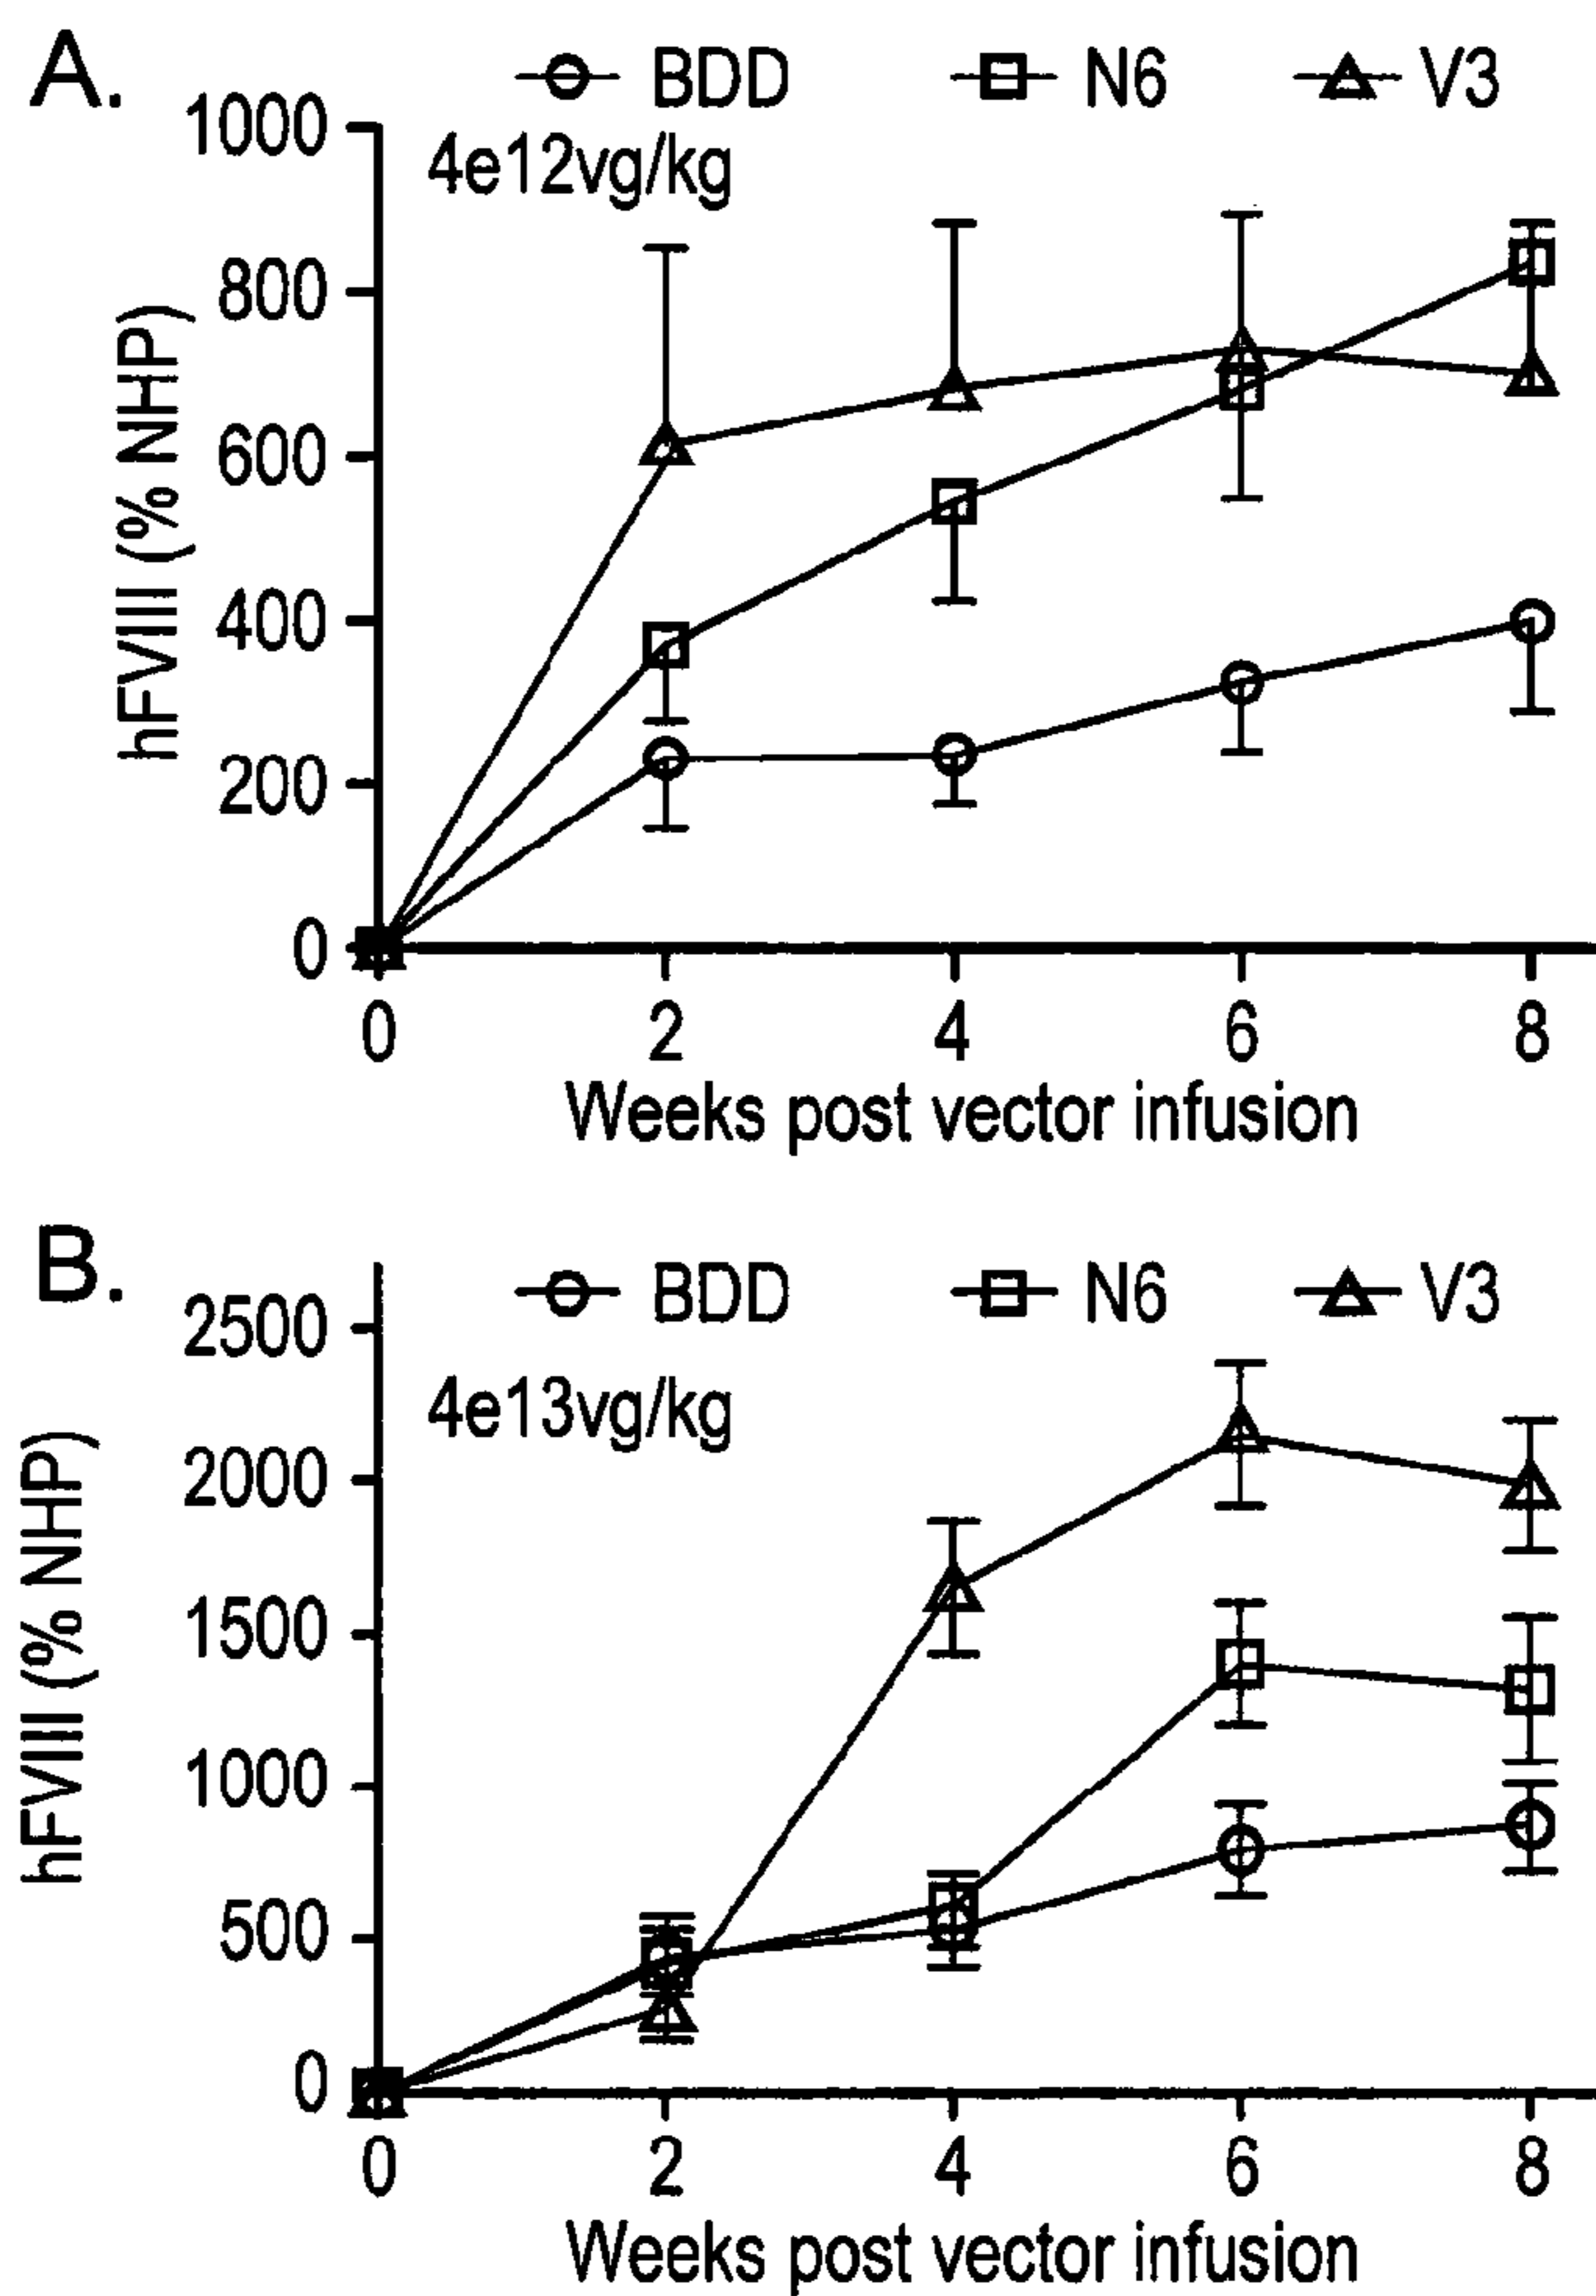 A.
BDD N6 V3
4e12vg/kg
hFVIII (% NHP)
1000
800
600
400
200
0
0 2 4 6 8
Weeks post vector infusion
B.
BDD N6 V3
4e13vg/kg
hFVIII (% NHP)
2500
2000
1500
1000
500
0
0 2 4 6 8
Weeks post vector infusion